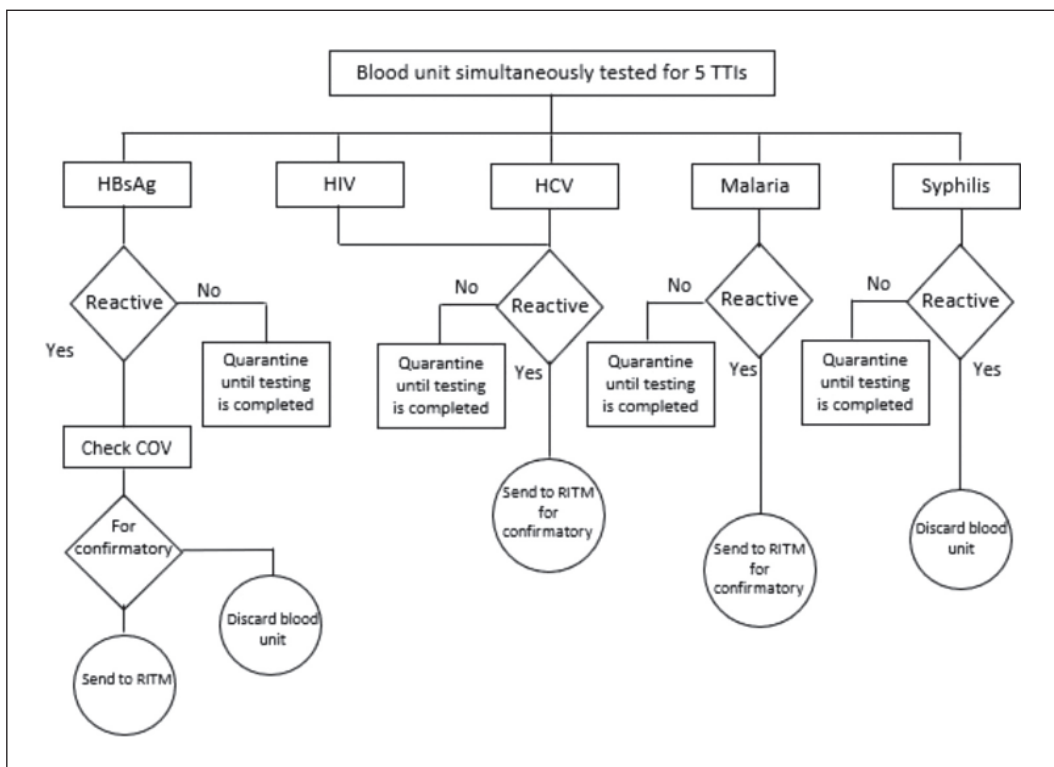 Blood unit simultaneously tested for 5 TTIs
HBsAg
HIV
HCV
Malaria
Syphilis
Reactive
No
Yes
Quarantine
until testing
is completed
Check COV
For
confirmatory
Discard blood
unit
Send to RITM
No
Reactive
Quarantine
until testing
is completed
Yes
Send to RITM
for
confirmatory
No
Reactive
Quarantine
until testing
is completed
Yes
Send to RITM
for
confirmatory
No
Reactive
Quarantine
until testing
is completed
Yes
Discard blood
unit